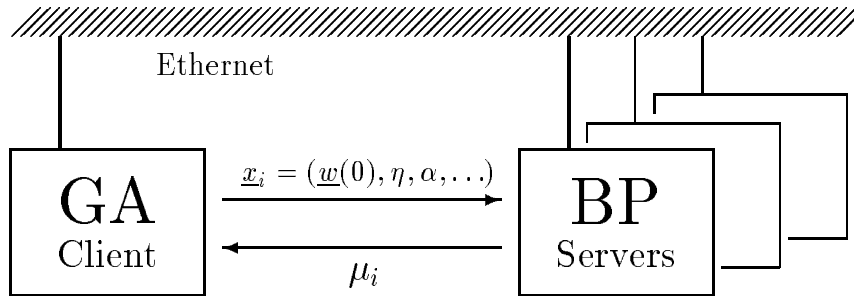 Ethernet
x_i = (w(0), η, α, …)
GA
Client
BP
Servers
μ_i